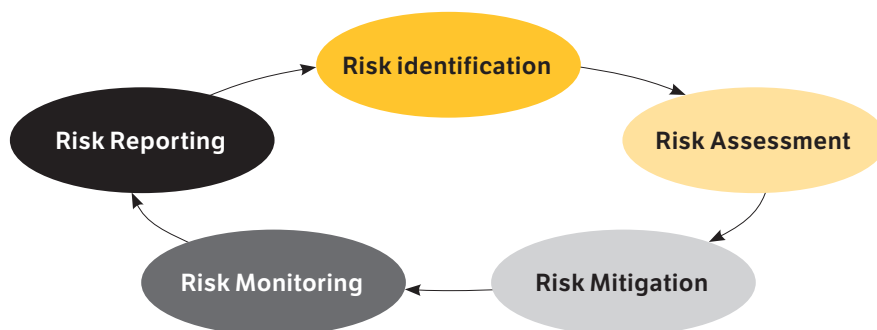 Risk identification
Risk Assessment
Risk Mitigation
Risk Monitoring
Risk Reporting